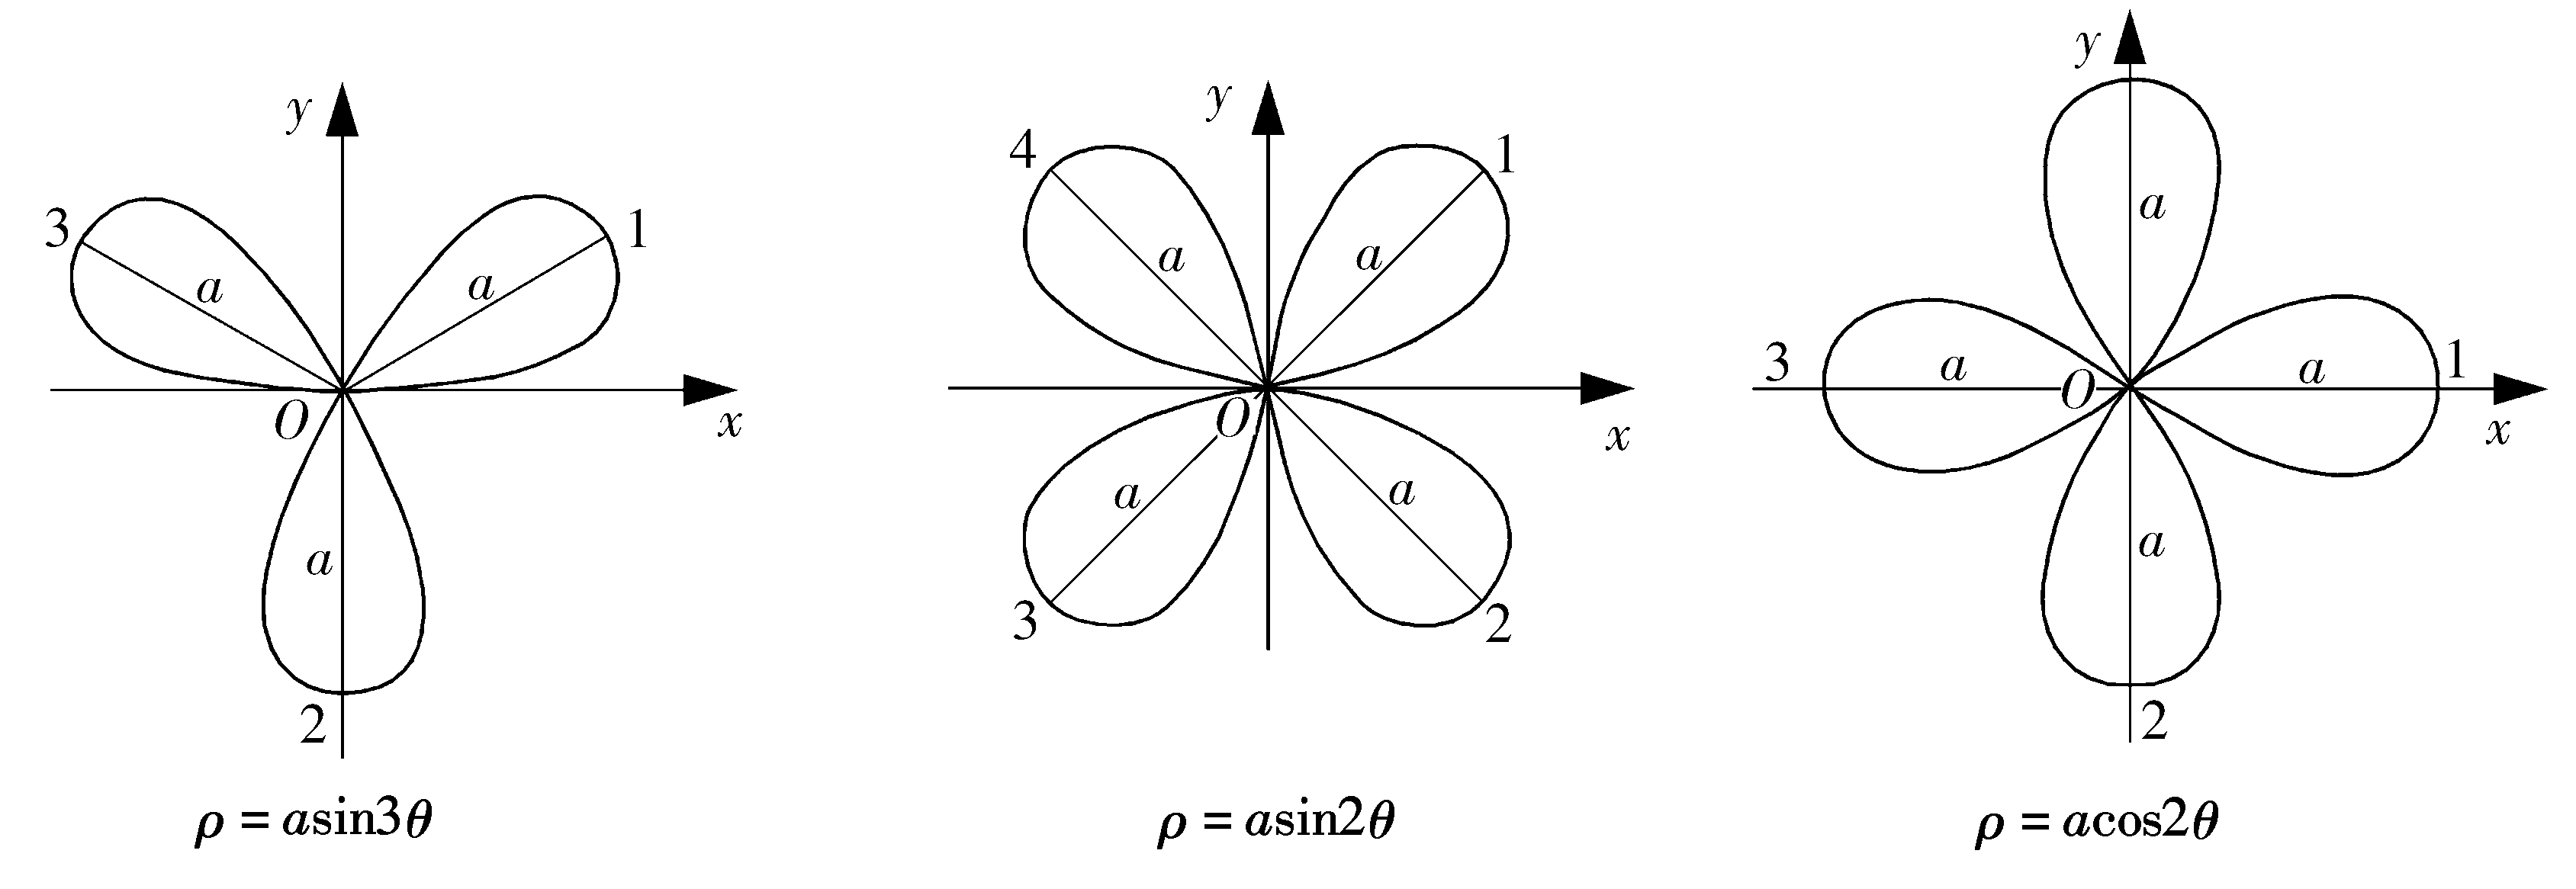 y
3
1
a
a
O
x
a
2
ρ = asin3θ
y
4
1
a
a
O
x
a
a
3
2
ρ = asin2θ
y
a
3
a
O
a
1
x
a
2
ρ = acos2θ